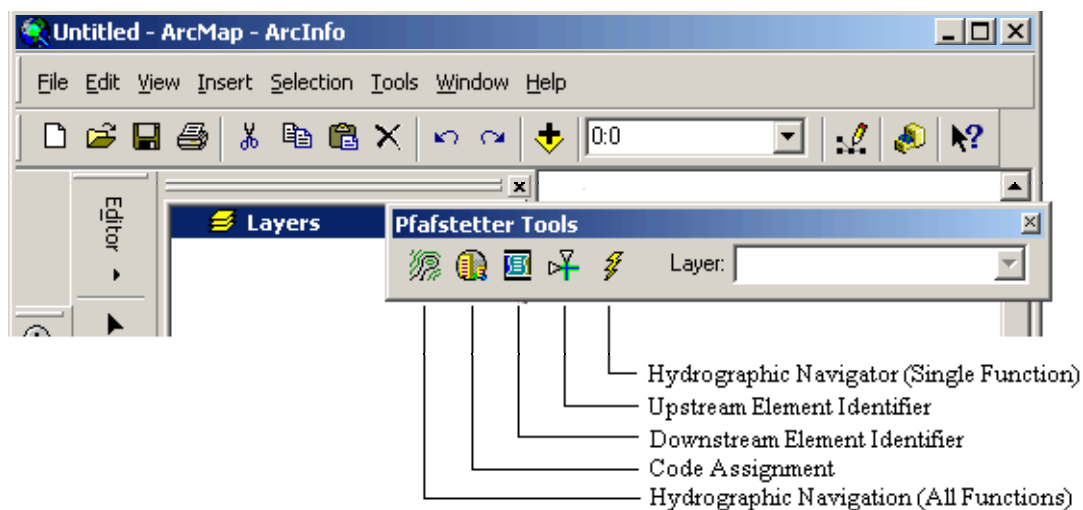 Untitled - ArcMap - ArcInfo
File Edit View Insert Selection Tools Window Help
0:0
Editor
Layers
Pfafstetter Tools
Layer:
Hydrographic Navigator (Single Function)
Upstream Element Identifier
Downstream Element Identifier
Code Assignment
Hydrographic Navigation (All Functions)